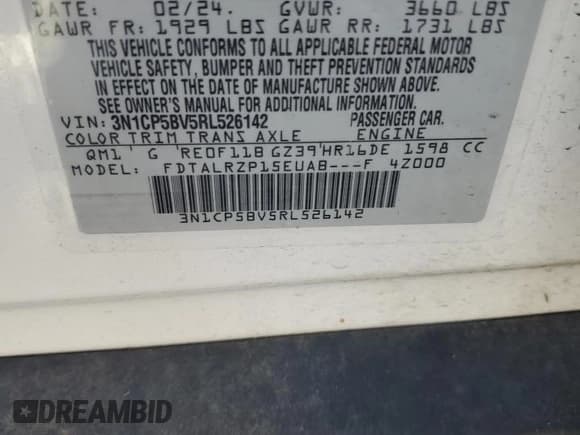 DATE: 02/24. GVWR: 3660 LBS
GAWR FR: 1929 LBS GAWR RR: 1731 LBS
THIS VEHICLE CONFORMS TO ALL APPLICABLE FEDERAL MOTOR
VEHICLE SAFETY, BUMPER AND THEFT PREVENTION STANDARDS
IN EFFECT ON THE DATE OF MANUFACTURE SHOWN ABOVE.
SEE OWNER'S MANUAL FOR ADDITIONAL INFORMATION.
VIN: 3N1CP5BV5RL526142 PASSENGER CAR.
COLOR TRIM TRANS AXLE ENGINE
QM1 G RE0F11B GZ39 HR16DE 1598 CC
MODEL: FDTALRZP15EUAB---F 4Z000
3N1CP5BV5RL526142
DREAMBID